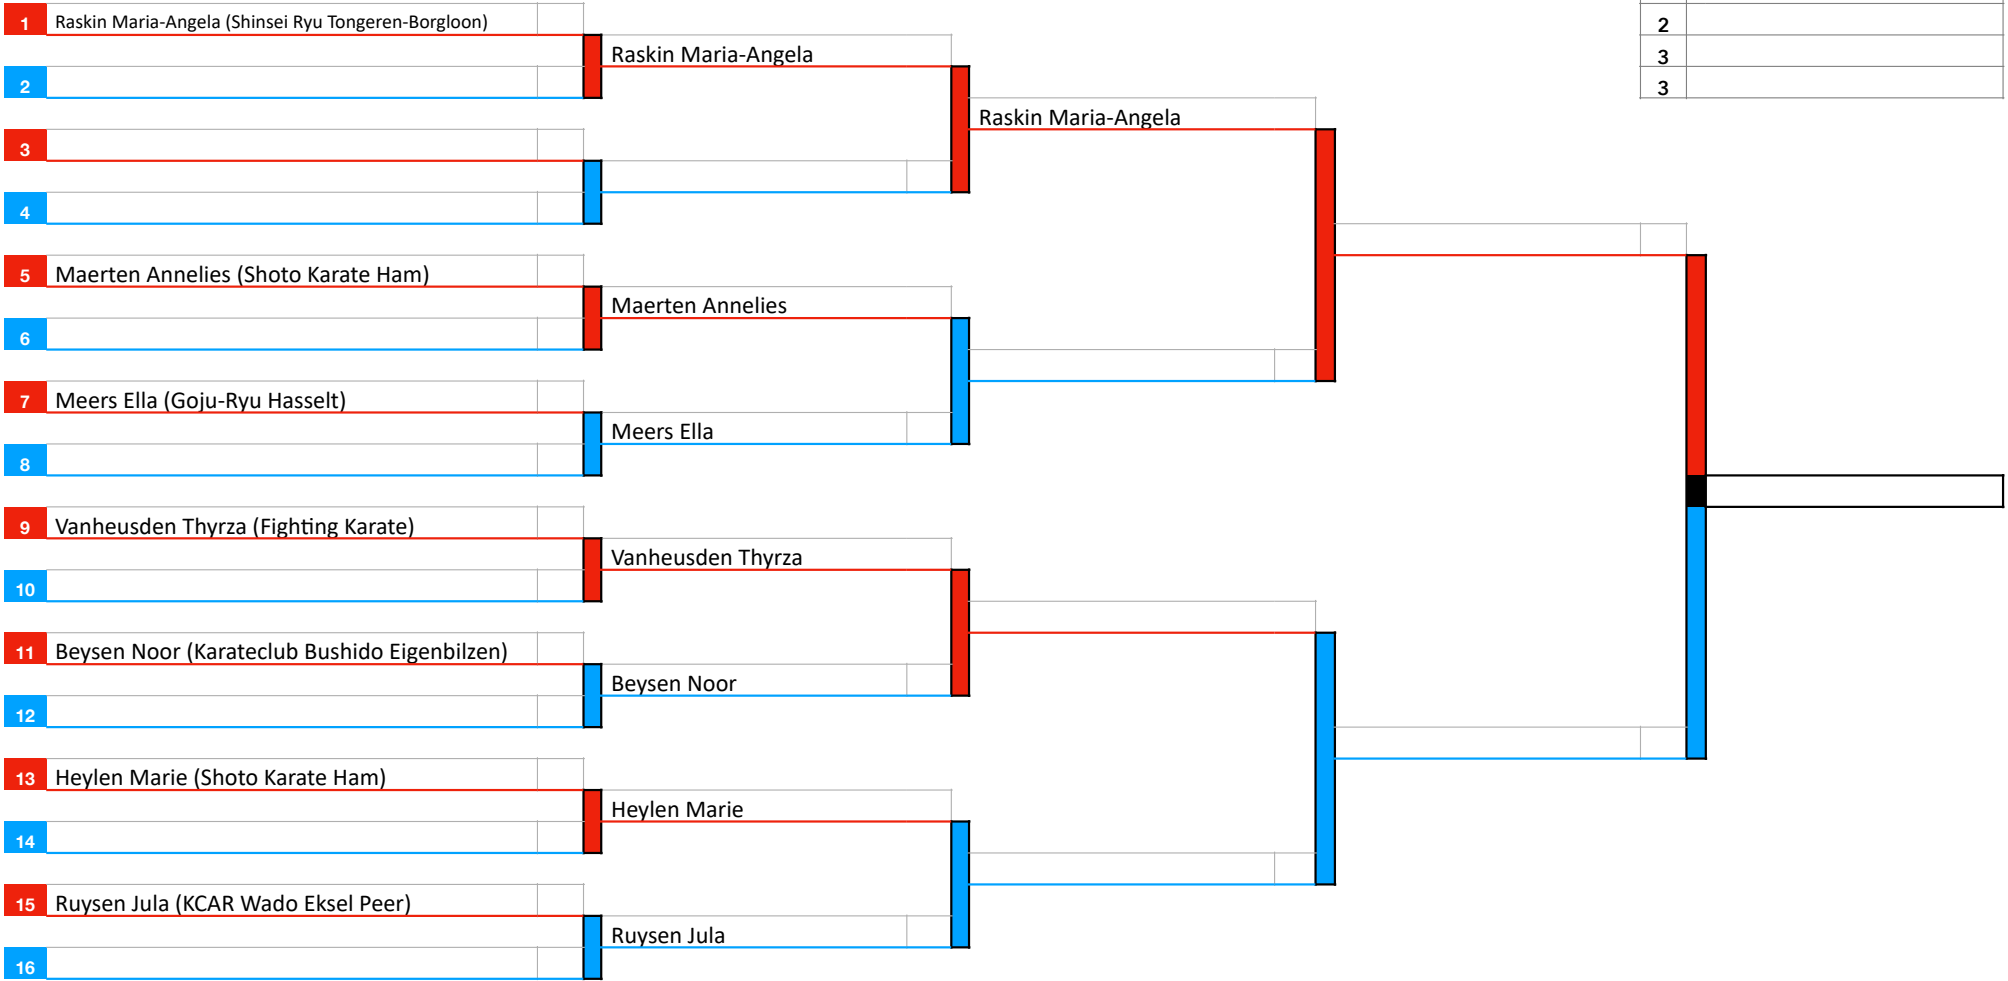 1 Raskin Maria-Angela (Shinsei Ryu Tongeren-Borgloon)
2
3
4
5 Maerten Annelies (Shoto Karate Ham)
6
7 Meers Ella (Goju-Ryu Hasselt)
8
9 Vanheusden Thyrza (Fighting Karate)
10
11 Beysen Noor (Karateclub Bushido Eigenbilzen)
12
13 Heylen Marie (Shoto Karate Ham)
14
15 Ruysen Jula (KCAR Wado Eksel Peer)
16
Raskin Maria-Angela
Maerten Annelies
Meers Ella
Vanheusden Thyrza
Beysen Noor
Heylen Marie
Ruysen Jula
Raskin Maria-Angela
2
3
3